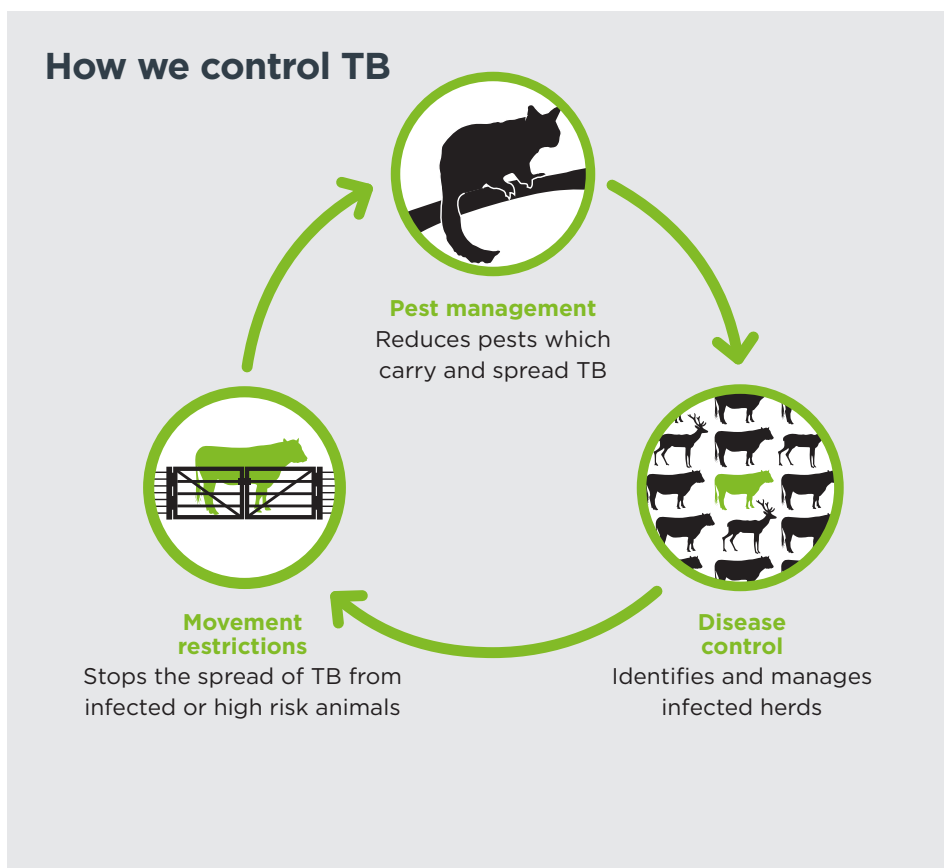 How we control TB
Pest management
Reduces pests which
carry and spread TB
Movement
restrictions
Stops the spread of TB from
infected or high risk animals
Disease
control
Identifies and manages
infected herds